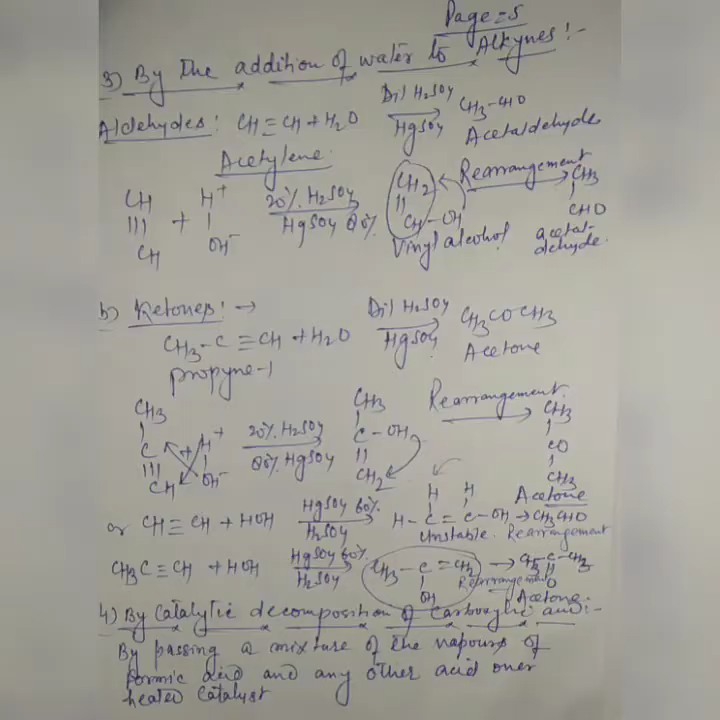 Page = 5
3) By the addition of water to Alkynes! -
Aldehydes! CH ≡ CH + H2O Dil H2SO4 → HgSO4 CH3-CHO
Acetylene Acetaldehyde
CH ||| CH + H+ | OH- 20% H2SO4 → HgSO4 CH2 || CH-OH Rearrangement → CH3 | CHO
Vinyl alcohol acetal-dehyde
b) Ketones! →
CH3-C ≡ CH + H2O Dil H2SO4 → HgSO4 CH3COCH3
propyne-1 Acetone
CH3 | C ||| CH + H+ | OH- 20% H2SO4 → HgSO4 CH3 | C-OH || CH2 Rearrangement → CH3 | CO | CH3
Acetone
or CH ≡ CH + HOH HgSO4 60% → H2SO4 H-C=C-OH → CH3CHO
H H
Unstable. Rearrangement
CH3C ≡ CH + HOH HgSO4 60% → H2SO4 CH3-C=CH2 | OH → CH3-C-CH3 || O
Rearrangement Acetone
4) By Catalytic decomposition of Carboxylic acid:-
By passing a mixture of the vapours of
formic acid and any other acid over
heated catalyst